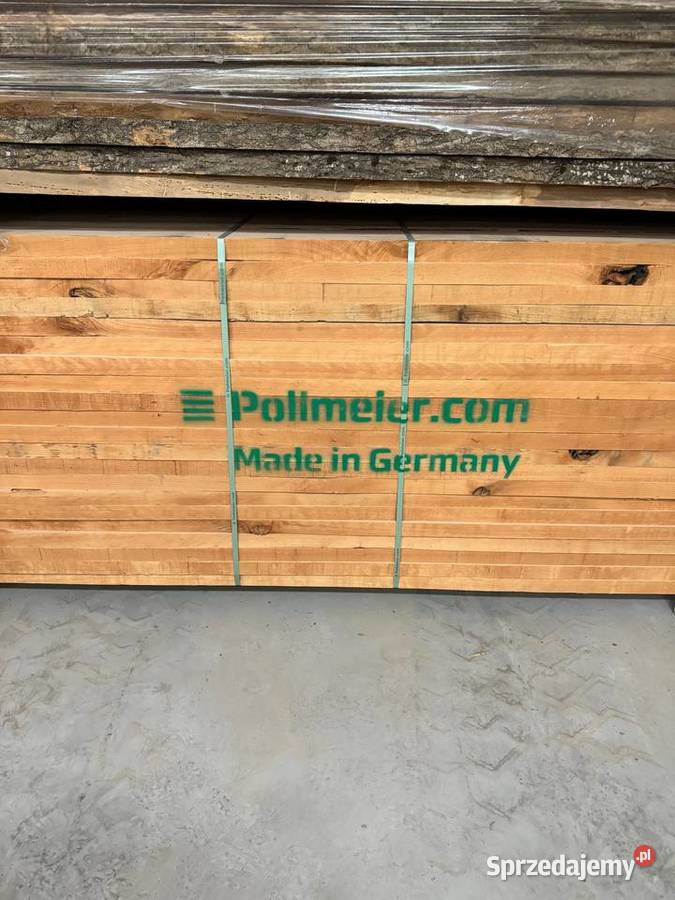 Pollmeier.com
Made in Germany
Sprzedajemy.pl